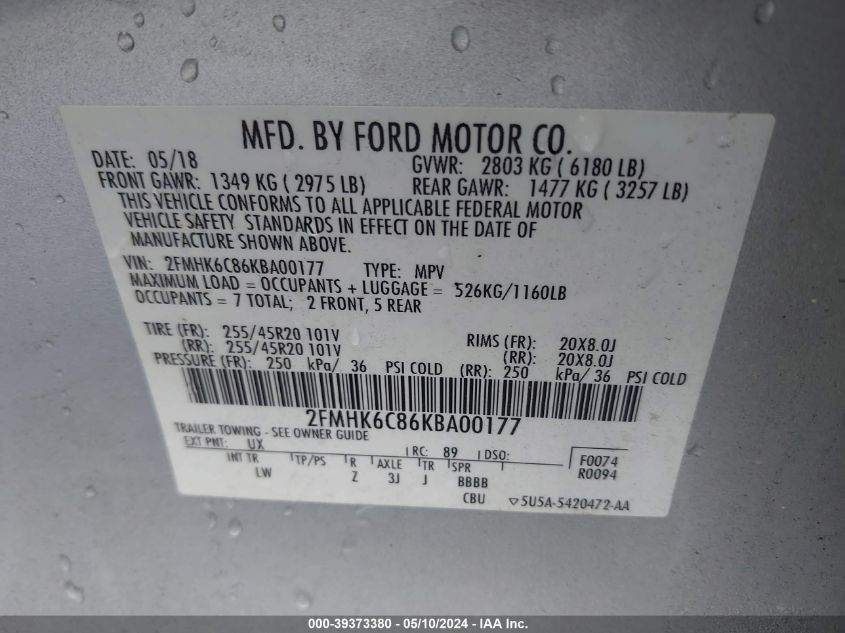 MFD. BY FORD MOTOR CO.
DATE: 05/18 GVWR: 2803 KG ( 6180 LB)
FRONT GAWR: 1349 KG ( 2975 LB) REAR GAWR: 1477 KG ( 3257 LB)
THIS VEHICLE CONFORMS TO ALL APPLICABLE FEDERAL MOTOR
VEHICLE SAFETY STANDARDS IN EFFECT ON THE DATE OF
MANUFACTURE SHOWN ABOVE.
VIN: 2FMHK6C86KBA00177 TYPE: MPV
MAXIMUM LOAD = OCCUPANTS + LUGGAGE = 526KG/1160LB
OCCUPANTS = 7 TOTAL; 2 FRONT, 5 REAR
TIRE (FR): 255/45R20 101V RIMS (FR): 20X8.0J
(RR): 255/45R20 101V (RR): 20X8.0J
PRESSURE (FR): 250 kPa/ 36 PSI COLD (RR): 250 kPa/ 36 PSI COLD
2FMHK6C86KBA00177
TRAILER TOWING - SEE OWNER GUIDE
EXT PNT: UX RC: 89 DSO: F0074
INT TR TP/PS R AXLE TR SPR R0094
LW Z 3J J BBBB
CBU 5U5A-5420472-AA
000-39373380 - 05/10/2024 - IAA Inc.